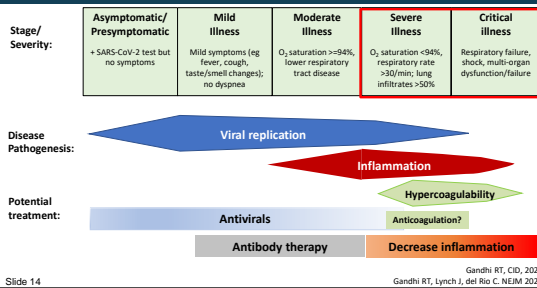 Stage/
Severity:
Asymptomatic/
Presymptomatic
+ SARS-CoV-2 test but
no symptoms
Mild
Illness
Mild symptoms (eg
fever, cough,
taste/smell changes);
no dyspnea
Moderate
Illness
O₂ saturation >=94%,
lower respiratory
tract disease
Severe
Illness
O₂ saturation <94%,
respiratory rate
>30/min; lung
infiltrates >50%
Critical
illness
Respiratory failure,
shock, multi-organ
dysfunction/failure
Disease
Pathogenesis:
Viral replication
Inflammation
Hypercoagulability
Potential
treatment:
Antivirals
Anticoagulation?
Antibody therapy
Decrease inflammation
Gandhi RT, CID, 202
Slide 14
Gandhi RT, Lynch J, del Rio C. NEJM 202